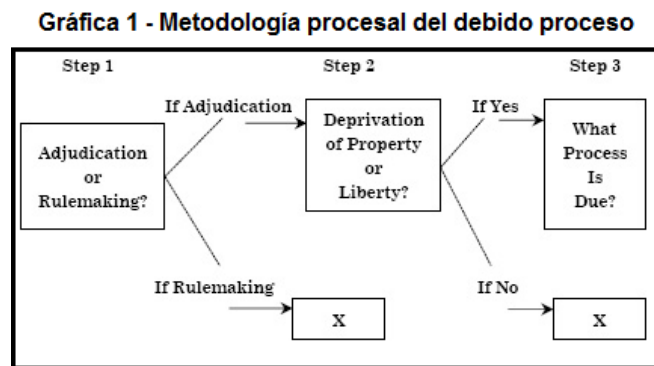 Gráfica 1 - Metodología procesal del debido proceso
Step 1
Step 2
Step 3
If Adjudication
If Yes
Adjudication
or
Rulemaking?
Deprivation
of Property
or
Liberty?
What
Process
Is
Due?
If Rulemaking
If No
X
X